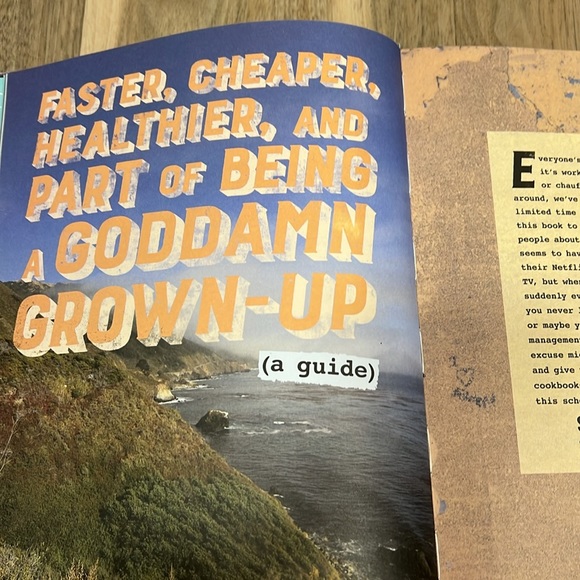 FASTER, CHEAPER,
HEALTHIER, AND
PART OF BEING
A GODDAMN
GROWN-UP
(a guide)
Everyone's
it's work
or chauf
around, we've
limited time
this book to
people about
seems to hav
their Netfli
TV, but whe
suddenly ev
you never
or maybe y
management
excuse mi
and give
cookbook
this sch
I